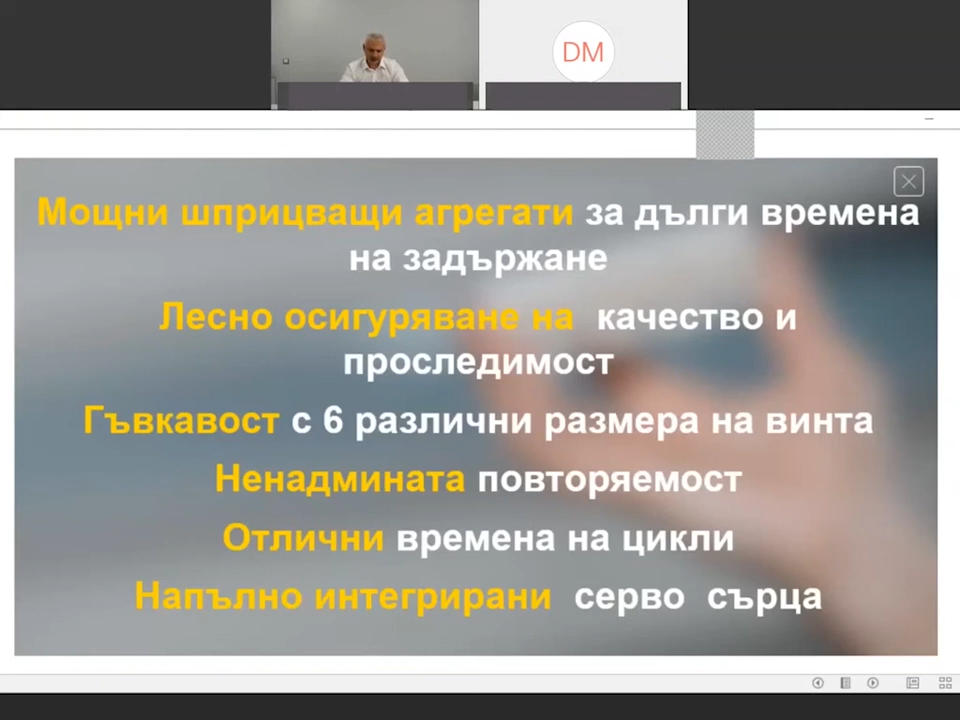 DM
Мощни шприцващи агрегати за дълги времена
на задържане
Лесно осигуряване на качество и
проследимост
Гъвкавост с 6 различни размера на винта
Ненадмината повторяемост
Отлични времена на цикли
Напълно интегрирани серво сърца